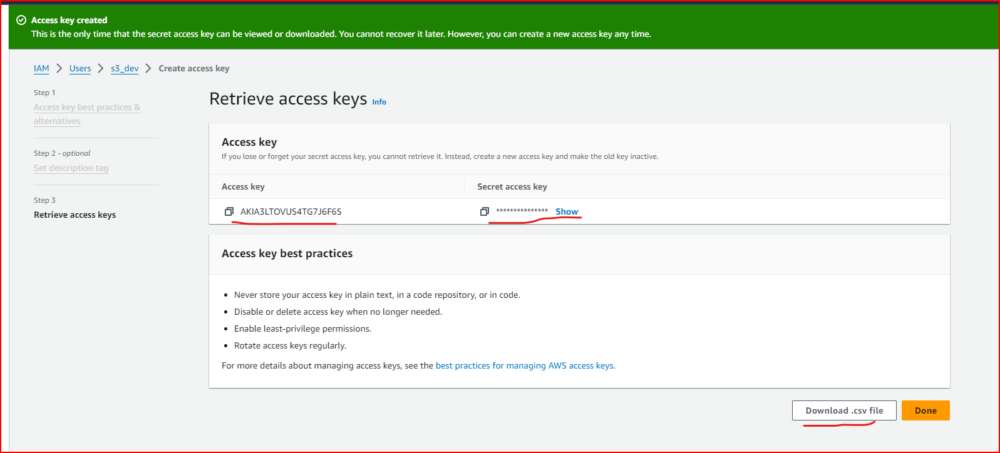 Access key created
This is the only time that the secret access key can be viewed or downloaded. You cannot recover it later. However, you can create a new access key any time.
IAM > Users > s3_dev > Create access key
Step 1
Access key best practices &
alternatives
Step 2 - optional
Set description tag
Step 3
Retrieve access keys
Retrieve access keys Info
Access key
If you lose or forget your secret access key, you cannot retrieve it. Instead, create a new access key and make the old key inactive.
Access key Secret access key
AKIA3LTOVUS4TG7J6F6S *************** Show
Access key best practices
• Never store your access key in plain text, in a code repository, or in code.
• Disable or delete access key when no longer needed.
• Enable least-privilege permissions.
• Rotate access keys regularly.
For more details about managing access keys, see the best practices for managing AWS access keys.
Download .csv file Done